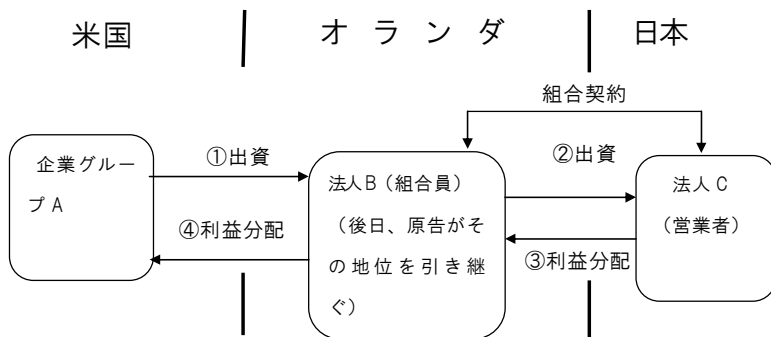 米国
オランダ
日本
組合契約
企業グルー
プA
①出資
④利益分配
法人B（組合員）
（後日、原告がそ
の地位を引き継
ぐ）
②出資
③利益分配
法人C
（営業者）